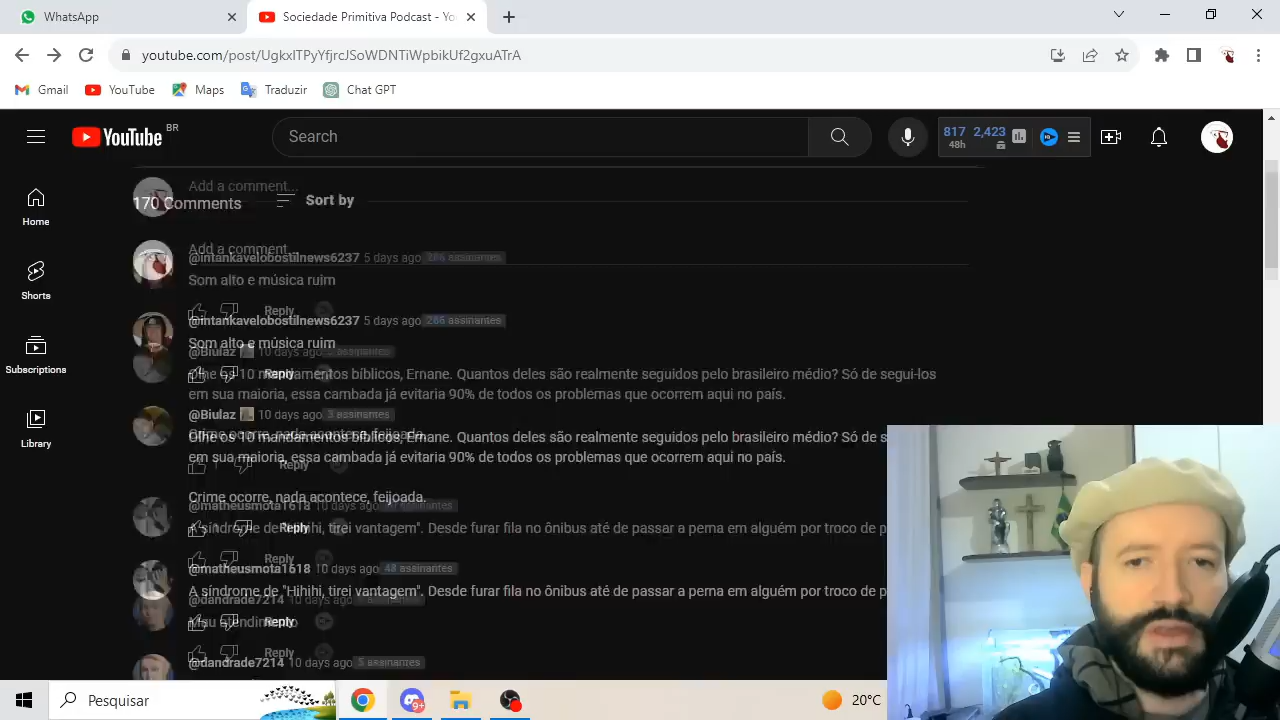 WhatsApp
Sociedade Primitiva Podcast - Yo
youtube.com/post/UgkxlTPyYfjrcJSoWDNTiWpbikUf2gxuATrA
Gmail
YouTube
Maps
Traduzir
Chat GPT
YouTube BR
Search
817 48h 2,423
Home
Shorts
Subscriptions
Library
Add a comment...
170 Comments
Sort by
Add a comment...
@intankavelobostilnews6237 5 days ago 286 assinantes
Som alto e música ruim
Reply
@intankavelobostilnews6237 5 days ago 286 assinantes
Som alto e música ruim
@Biulaz 10 days ago 3 assinantes
Reply
Olhe os 10 mandamentos bíblicos, Ernane. Quantos deles são realmente seguidos pelo brasileiro médio? Só de segui-los
em sua maioria, essa cambada já evitaria 90% de todos os problemas que ocorrem aqui no país.
@Biulaz 10 days ago 3 assinantes
Crime ocorre, nada acontece, feijoada.
Olhe os 10 mandamentos bíblicos, Ernane. Quantos deles são realmente seguidos pelo brasileiro médio? Só de s
em sua maioria, essa cambada já evitaria 90% de todos os problemas que ocorrem aqui no país.
1 Reply
Crime ocorre, nada acontece, feijoada.
@matheusmota1618 10 days ago 43 assinantes
A síndrome de "Hihihi, tirei vantagem". Desde furar fila no ônibus até de passar a perna em alguém por troco de p
Reply
Reply
@matheusmota1618 10 days ago 43 assinantes
A síndrome de "Hihihi, tirei vantagem". Desde furar fila no ônibus até de passar a perna em alguém por troco de p
@dandrade7214 10 days ago 5 assinantes
Reply
Reply
@dandrade7214 10 days ago 5 assinantes
Pesquisar
9+
20°C